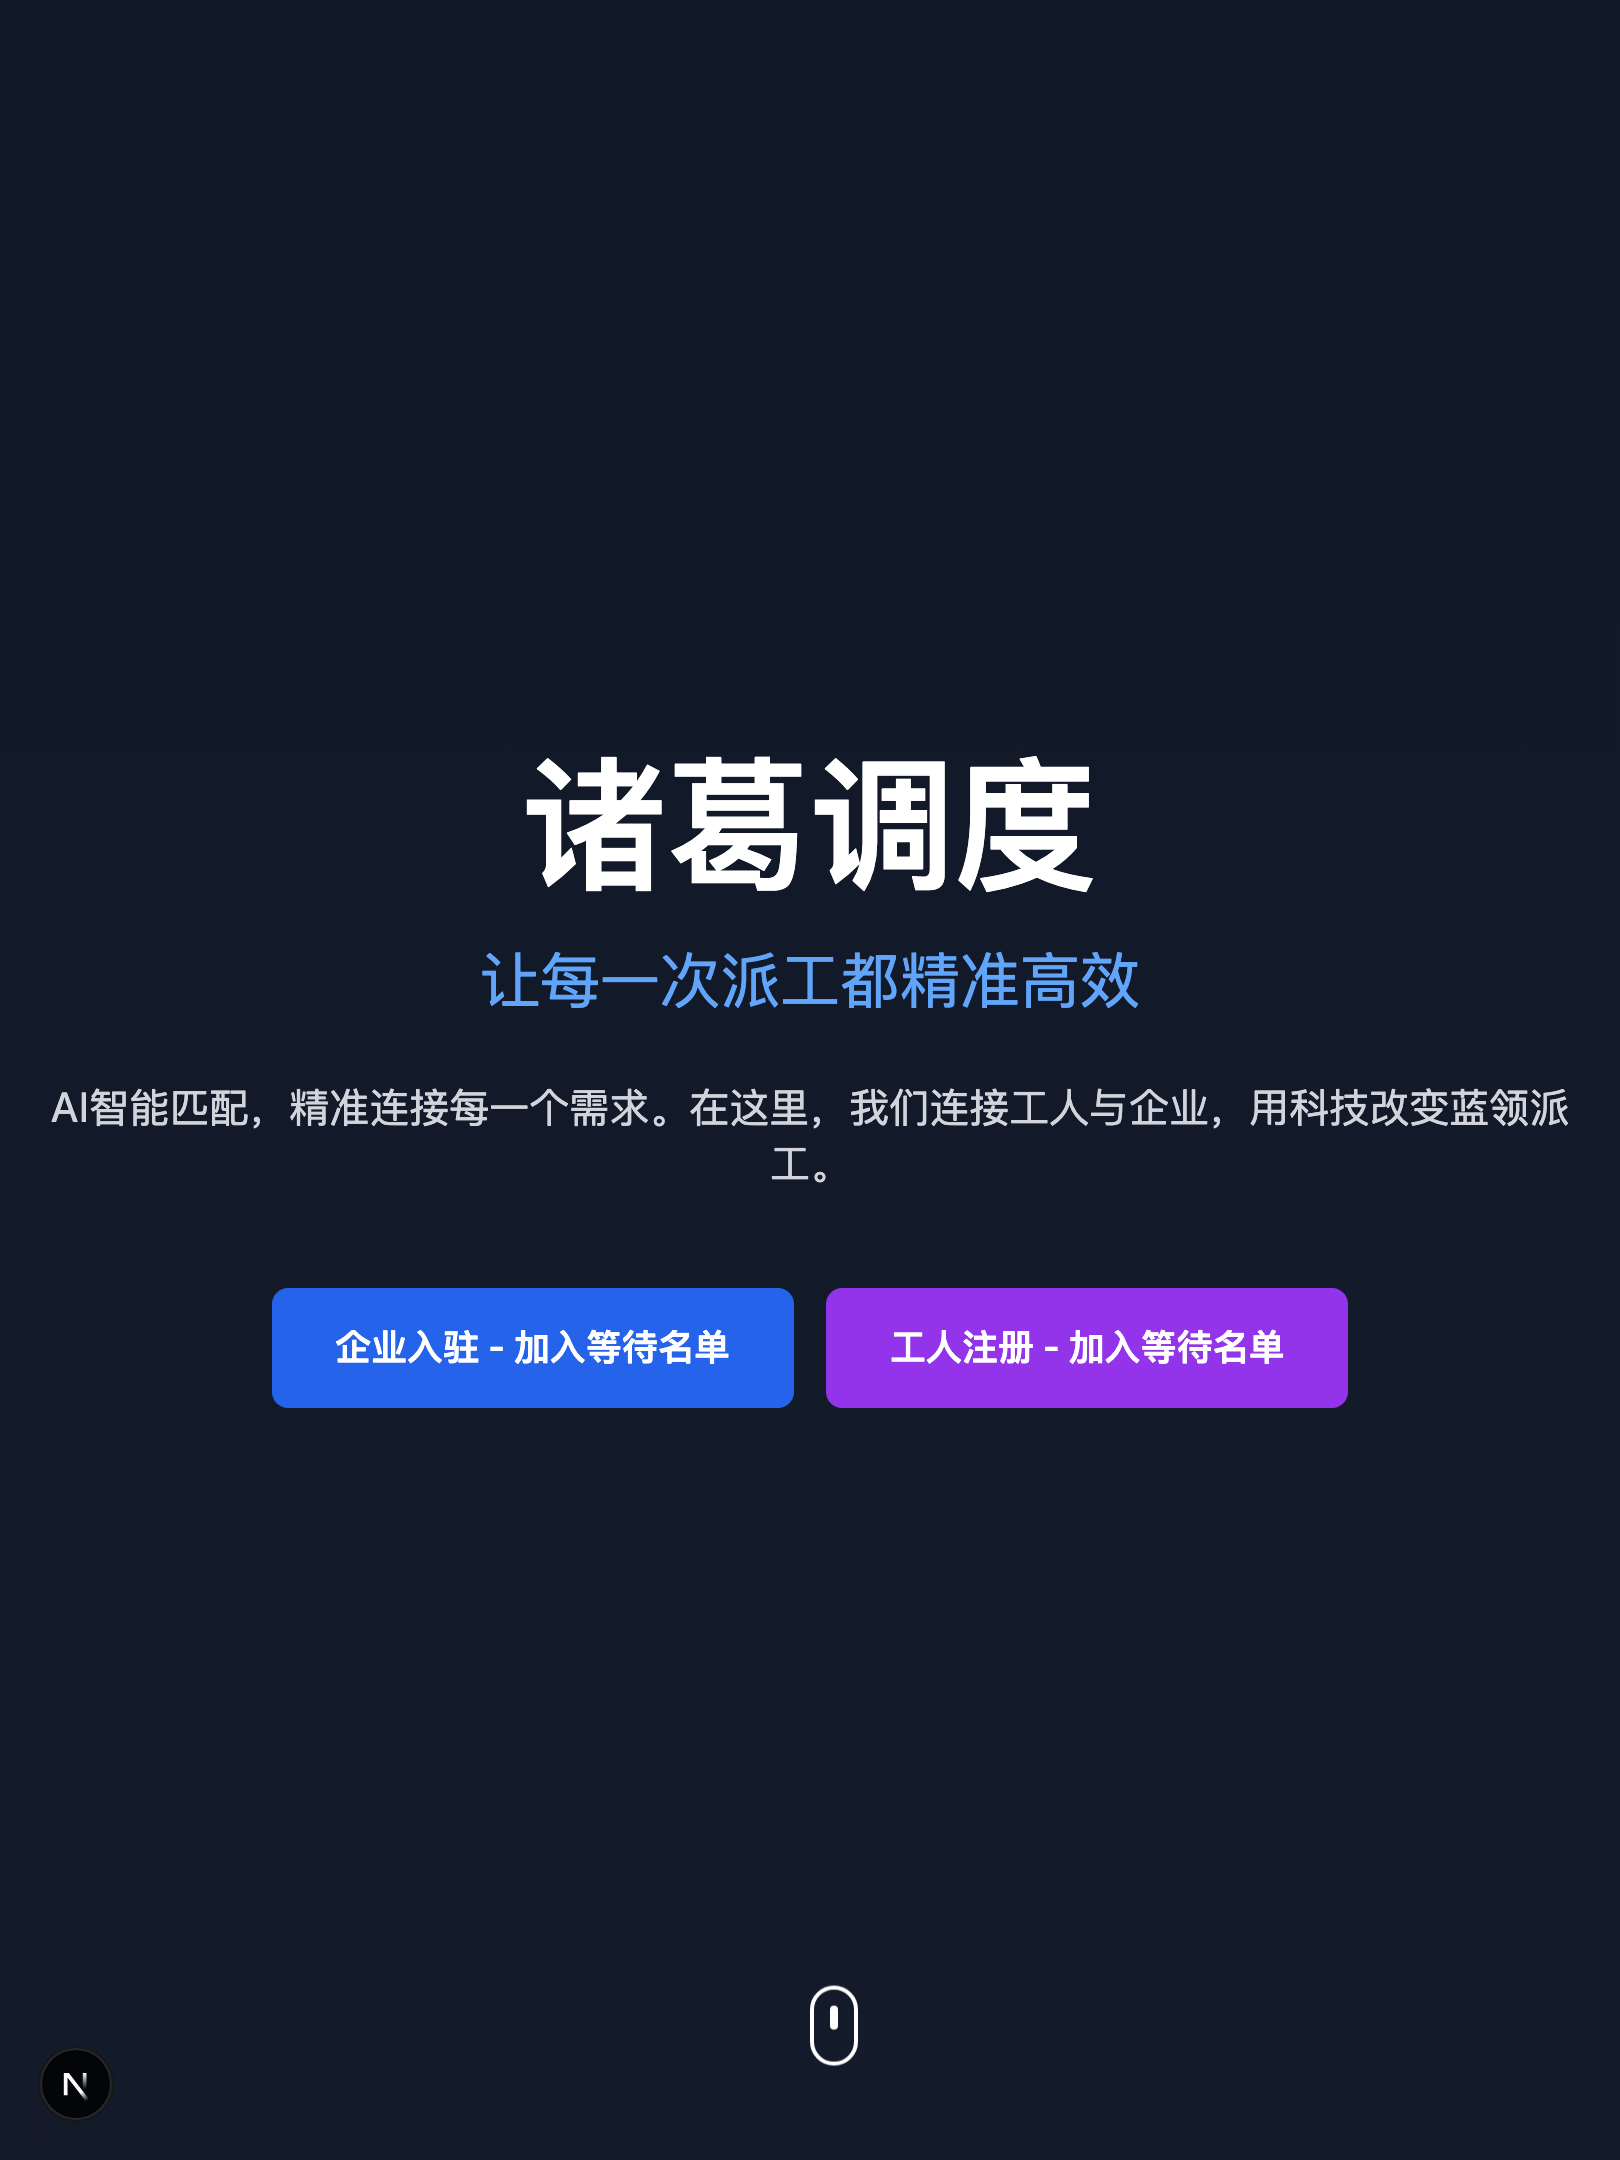 诸葛调度
让每一次派工都精准高效
AI智能匹配，精准连接每一个需求。在这里，我们连接工人与企业，用科技改变蓝领派
工。
企业入驻 - 加入等待名单
工人注册 - 加入等待名单
N